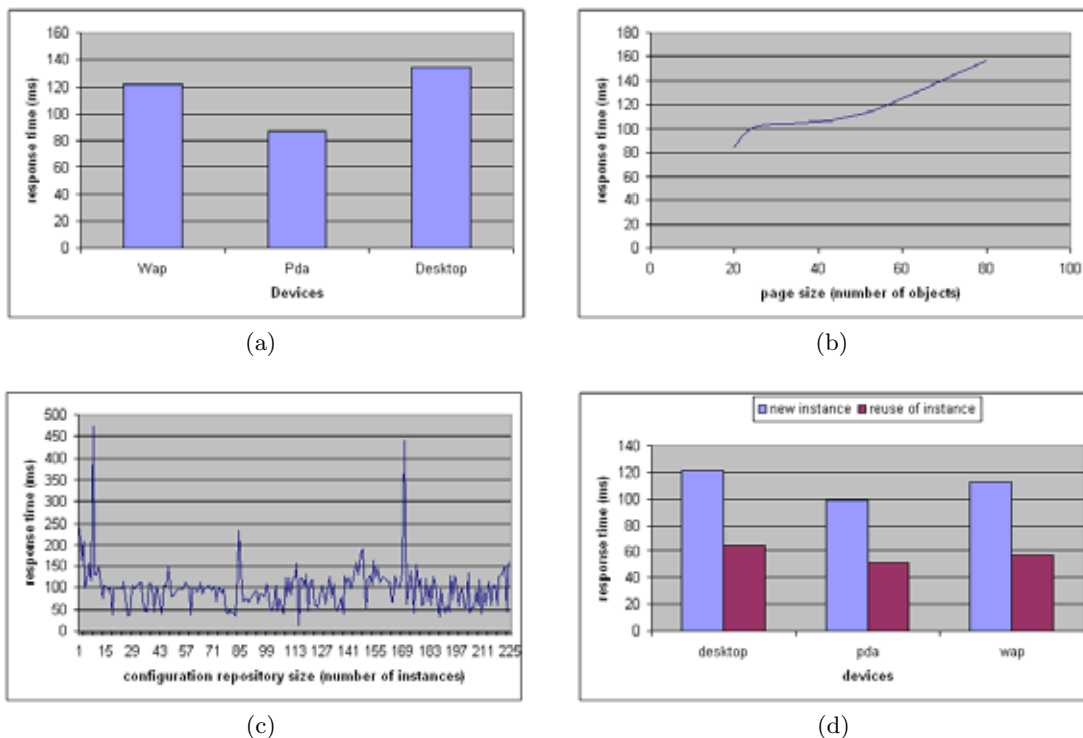 160
140
120
100
80
60
40
20
0
response time (ms)
Wap Pda Desktop
Devices
(a)
180
160
140
120
100
80
60
40
20
0
response time (ms)
0 20 40 60 80 100
page size (number of objects)
(b)
500
450
400
350
300
250
200
150
100
50
0
response time (ms)
1 15 29 43 57 71 85 99 113 127 141 155 169 183 197 211 225
configuration repository size (number of instances)
(c)
new instance reuse of instance
140
120
100
80
60
40
20
0
response time (ms)
desktop pda wap
devices
(d)